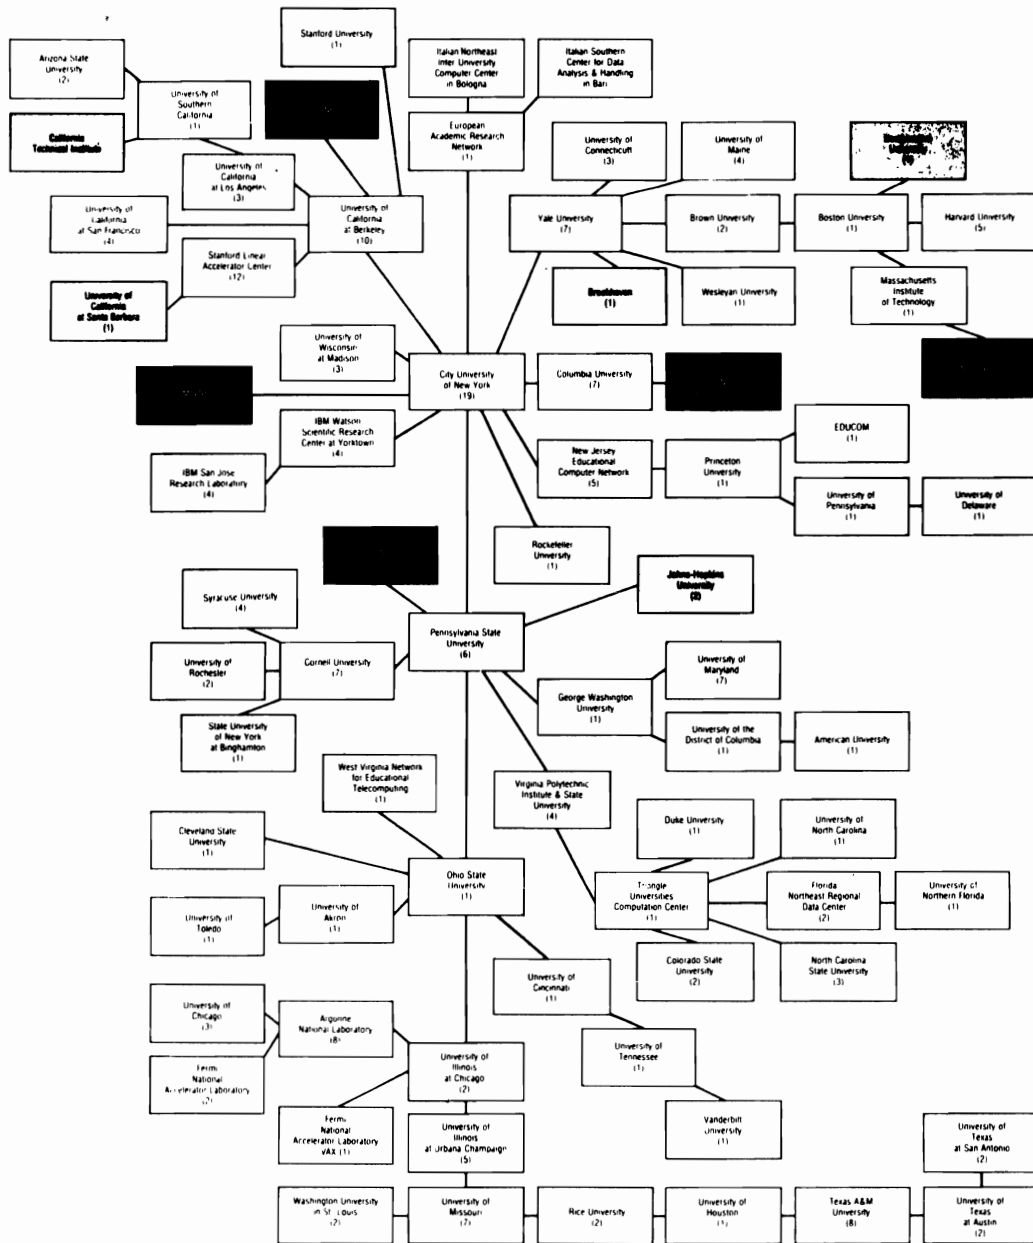 Stanford University
(1)
Arizona State
University
(2)
Italian Northeast
Inter University
Computer Center
in Bologna
Italian Southern
Center for Data
Analysis & Handling
in Bari
University of
Southern
California
(1)
California
Technical Institute
European
Academic Research
Network
(1)
University of
Connecticutt
(3)
University of
Maine
(4)
University
University of
California
at Los Angeles
(3)
University of
California
at San Francisco
(4)
University of
California
at Berkeley
(10)
Yale University
(7)
Brown University
(2)
Boston University
(1)
Harvard University
(5)
Stanford Linear
Accelerator Center
(12)
University of
California
at Santa Barbara
(1)
Brookhaven
(1)
Wesleyan University
(1)
Massachusetts
Institute
of Technology
(1)
University of
Wisconsin
at Madison
(3)
City University
of New York
(19)
Columbia University
(7)
IBM Watson
Scientific Research
Center at Yorktown
(4)
IBM San Jose
Research Laboratory
(4)
New Jersey
Educational
Computer Network
(5)
Princeton
University
(1)
EDUCOM
(1)
University of
Pennsylvania
(1)
University of
Delaware
(1)
Rockefeller
University
(1)
Johns-Hopkins
University
(2)
Syracuse University
(4)
Pennsylvania State
University
(6)
University of
Rochester
(2)
Cornell University
(7)
State University
of New York
at Binghamton
(1)
George Washington
University
(1)
University of
Maryland
(7)
University of the
District of Columbia
(1)
American University
(1)
West Virginia Network
for Educational
Telecomputing
(1)
Virginia Polytechnic
Institute & State
University
(4)
Duke University
(1)
University of
North Carolina
(1)
Cleveland State
University
(1)
Ohio State
University
(1)
Triangle
Universities
Computation Center
(1)
Florida
Northeast Regional
Data Center
(2)
University of
Northern Florida
(1)
University of
Toledo
(1)
University of
Akron
(1)
Colorado State
University
(2)
North Carolina
State University
(3)
University of
Cincinnati
(1)
University of
Chicago
(3)
Argonne
National Laboratory
(8)
Fermi
National
Accelerator Laboratory
(2)
University of
Illinois
at Chicago
(2)
University of
Tennessee
(1)
Fermi
National
Accelerator Laboratory
VAX (1)
University of
Illinois
at Urbana Champaign
(5)
Vanderbilt
University
(1)
University of
Texas
at San Antonio
(2)
Washington University
in St. Louis
(2)
University of
Missouri
(7)
Rice University
(2)
University of
Houston
Texas A&M
University
(8)
University of
Texas
at Austin
(2)